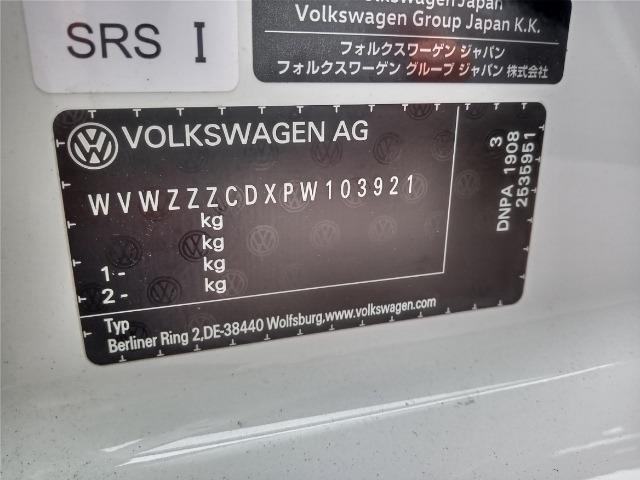 SRS I
Volkswagen Japan
Volkswagen Group Japan K.K.
フォルクスワーゲン ジャパン
フォルクスワーゲン グループ ジャパン 株式会社
VOLKSWAGEN AG
WVWZZZCDXPW103921
kg
kg
1- kg
2- kg
Typ
Berliner Ring 2,DE-38440 Wolfsburg,www.volkswagen.com
3
DNPA 1908
2535951